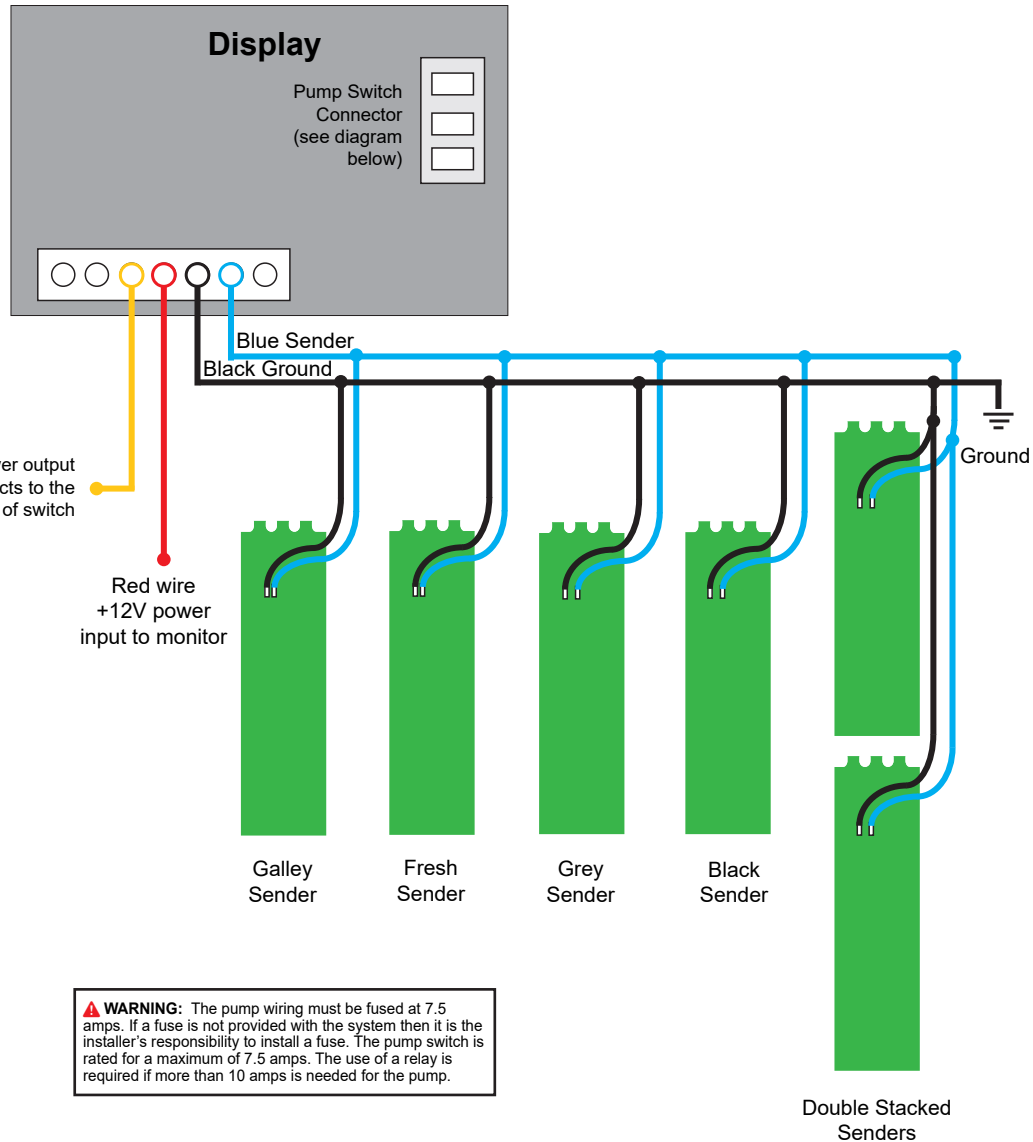 Display
Pump Switch
Connector
(see diagram
below)
Blue Sender
Black Ground
output
to the
of switch
Ground
Red wire
+12V power
input to monitor
Galley
Sender
Fresh
Sender
Grey
Sender
Black
Sender
WARNING: The pump wiring must be fused at 7.5
amps. If a fuse is not provided with the system then it is the
installer's responsibility to install a fuse. The pump switch is
rated for a maximum of 7.5 amps. The use of a relay is
required if more than 10 amps is needed for the pump.
Double Stacked
Senders